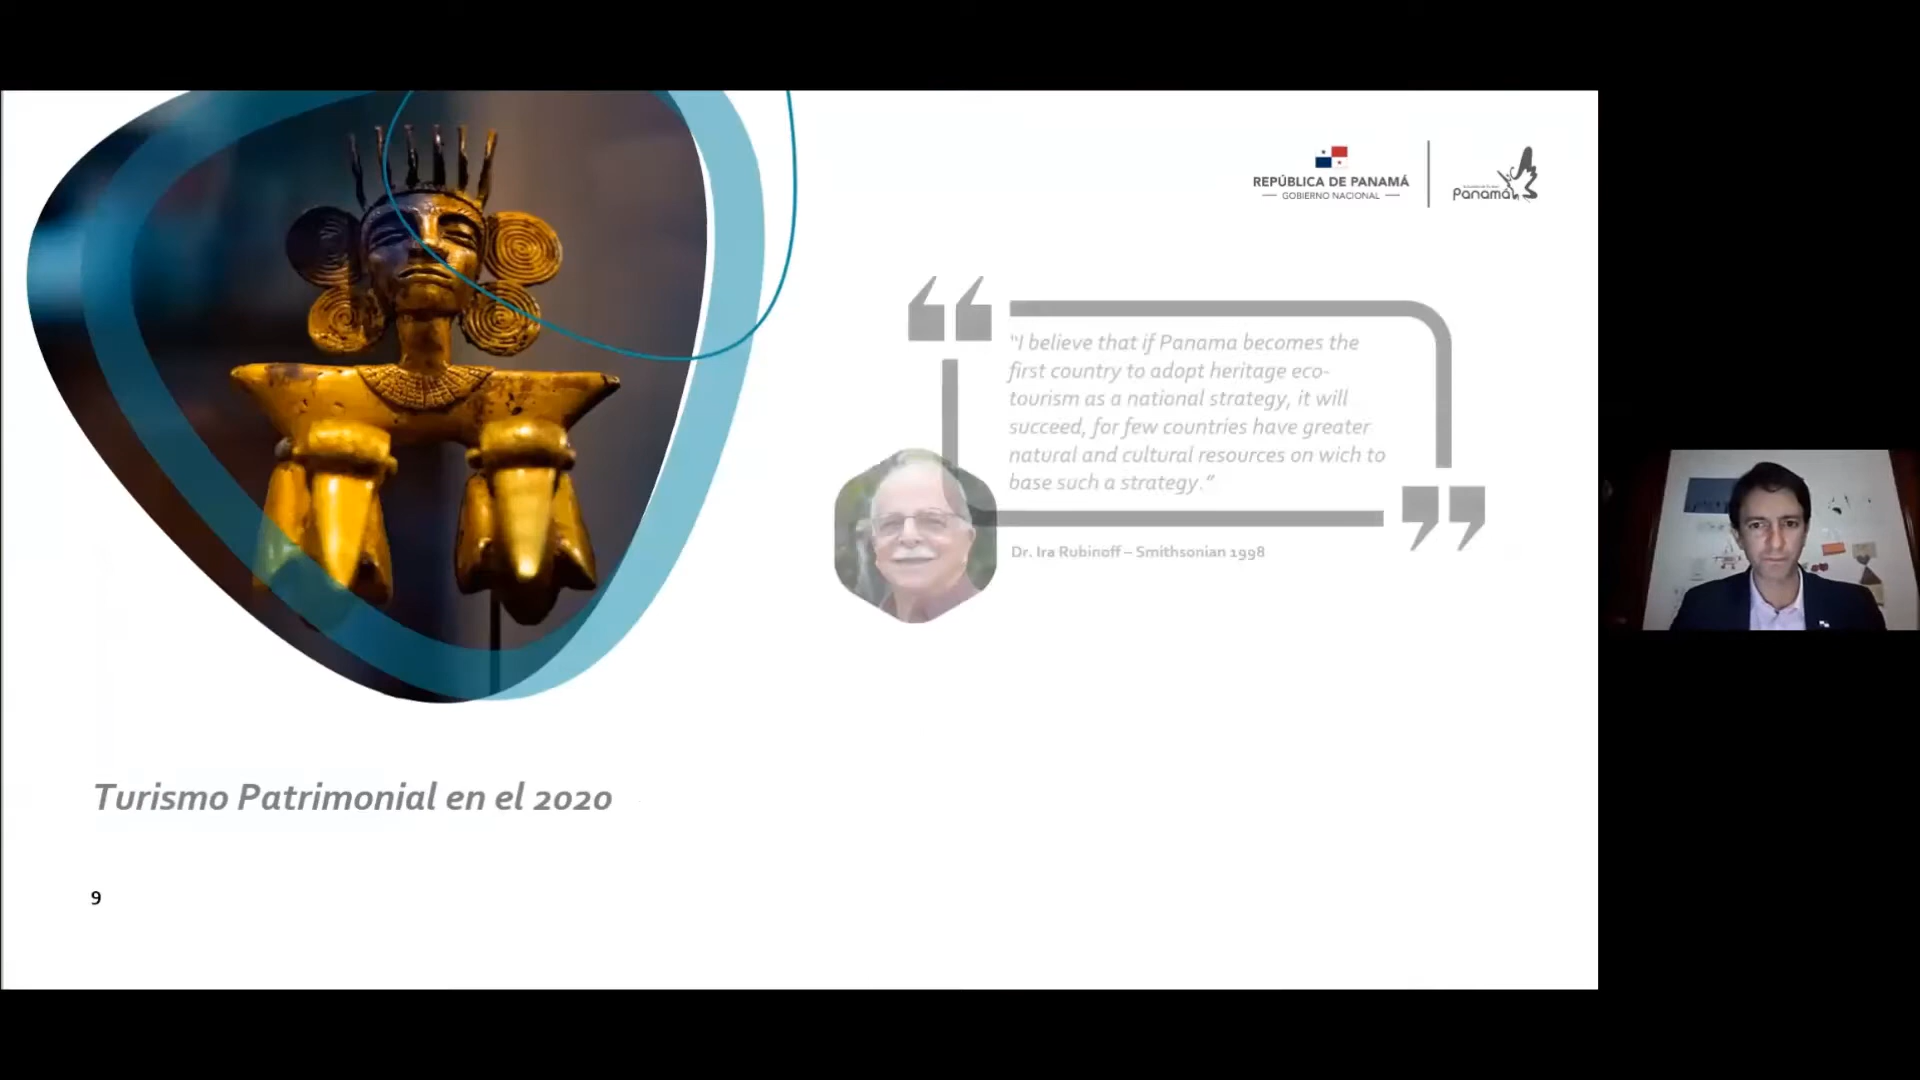 REPÚBLICA DE PANAMÁ
GOBIERNO NACIONAL
Panamá
“I believe that if Panama becomes the
first country to adopt heritage eco-
tourism as a national strategy, it will
succeed, for few countries have greater
natural and cultural resources on wich to
base such a strategy.”
Dr. Ira Rubinoff – Smithsonian 1998
Turismo Patrimonial en el 2020
9